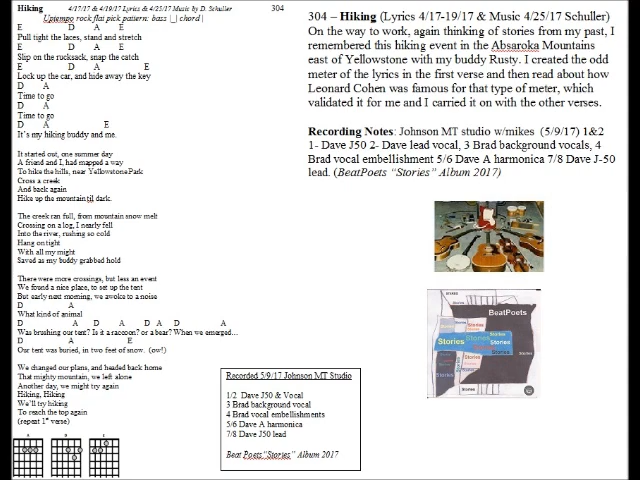 Hiking 4/17/17 & 4/19/17 Lyrics & 4/25/17 Music by D. Schuller 304
Uptempo rock flat pick pattern: bass | | chord |
E D A E
Pull tight the laces, stand and stretch
E D A E
Slip on the rucksack, snap the catch
E D A E
Lock up the car, and hide away the key
D A
Time to go
D A
Time to go
D A E
It's my hiking buddy and me.
It started out, one summer day
A friend and I, had mapped a way
To hike the hills, near Yellowstone Park
Cross a creek
And back again
Hike up the mountain til dark.
The creek ran full, from mountain snow melt
Crossing on a log, I nearly fell
Into the river, rushing so cold
Hang on tight
With all my might
Saved as my buddy grabbed hold
There were more crossings, but less an event
We found a nice place, to set up the tent
But early next morning, we awoke to a noise
D A
What kind of animal
D A D A D A D A
Was brushing our tent? Is it a raccoon? or a bear? When we emerged…
D A E
Our tent was buried, in two feet of snow. (ow!)
We changed our plans, and headed back home
That mighty mountain, we left alone
Another day, we might try again
Hiking, Hiking
We'll try hiking
To reach the top again
(repeat 1st verse)
Recorded 5/9/17 Johnson MT Studio
1/2 Dave J50 & Vocal
3 Brad background vocal
4 Brad vocal embellishments
5/6 Dave A harmonica
7/8 Dave J50 lead
Beat Poets "Stories" Album 2017
304 – Hiking (Lyrics 4/17-19/17 & Music 4/25/17 Schuller)
On the way to work, again thinking of stories from my past, I
remembered this hiking event in the Absaroka Mountains
east of Yellowstone with my buddy Rusty. I created the odd
meter of the lyrics in the first verse and then read about how
Leonard Cohen was famous for that type of meter, which
validated it for me and I carried it on with the other verses.
Recording Notes: Johnson MT studio w/mikes (5/9/17) 1&2
1- Dave J50 2- Dave lead vocal, 3 Brad background vocals, 4
Brad vocal embellishment 5/6 Dave A harmonica 7/8 Dave J-50
lead. (BeatPoets "Stories" Album 2017)
BeatPoets
Stories
Stories
Stories
Stories